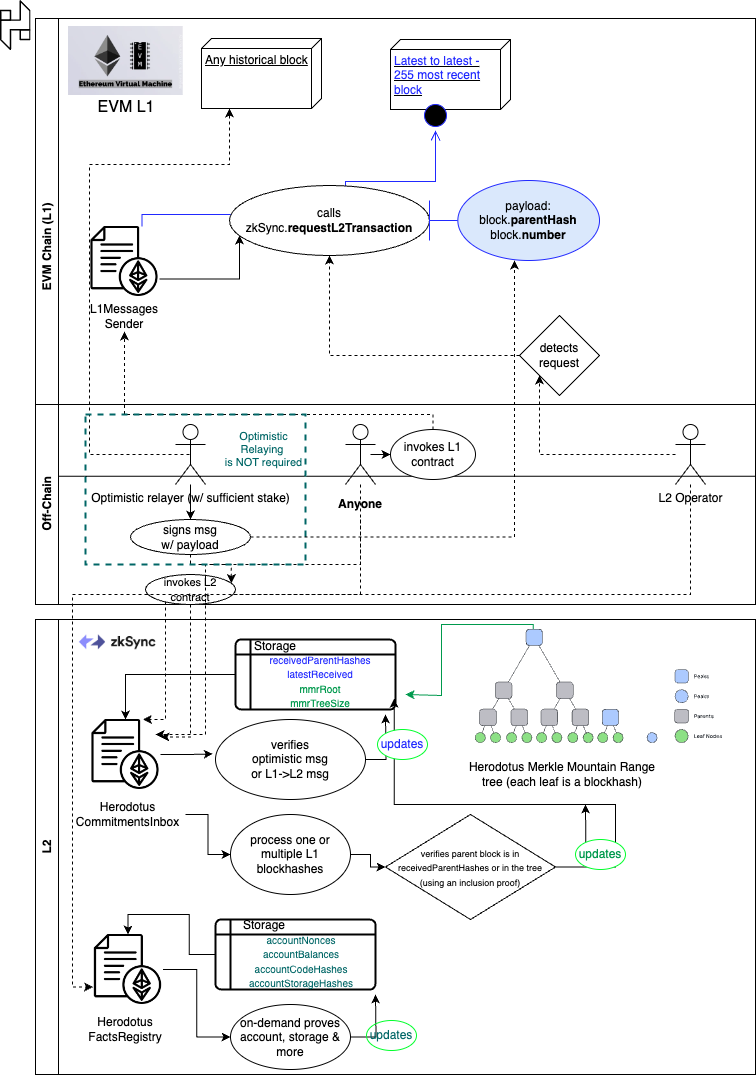 Ethereum Virtual Machine
EVM
EVM L1
Any historical block
Latest to latest -
255 most recent
block
EVM Chain (L1)
calls
zkSync.requestL2Transaction
payload:
block.parentHash
block.number
L1Messages
Sender
detects
request
Off-Chain
Optimistic
Relaying
is NOT required
invokes L1
contract
Optimistic relayer (w/ sufficient stake)
Anyone
L2 Operator
signs msg
w/ payload
invokes L2
contract
L2
zkSync
Storage
receivedParentHashes
latestReceived
mmrRoot
mmrTreeSize
Peaks
Peaks
Parents
Leaf Nodes
verifies
optimistic msg
or L1->L2 msg
updates
Herodotus Merkle Mountain Range
tree (each leaf is a blockhash)
Herodotus
CommitmentsInbox
process one or
multiple L1
blockhashes
verifies parent block is in
receivedParentHashes or in the tree
(using an inclusion proof)
updates
Storage
accountNonces
accountBalances
accountCodeHashes
accountStorageHashes
Herodotus
FactsRegistry
on-demand proves
account, storage &
more
updates